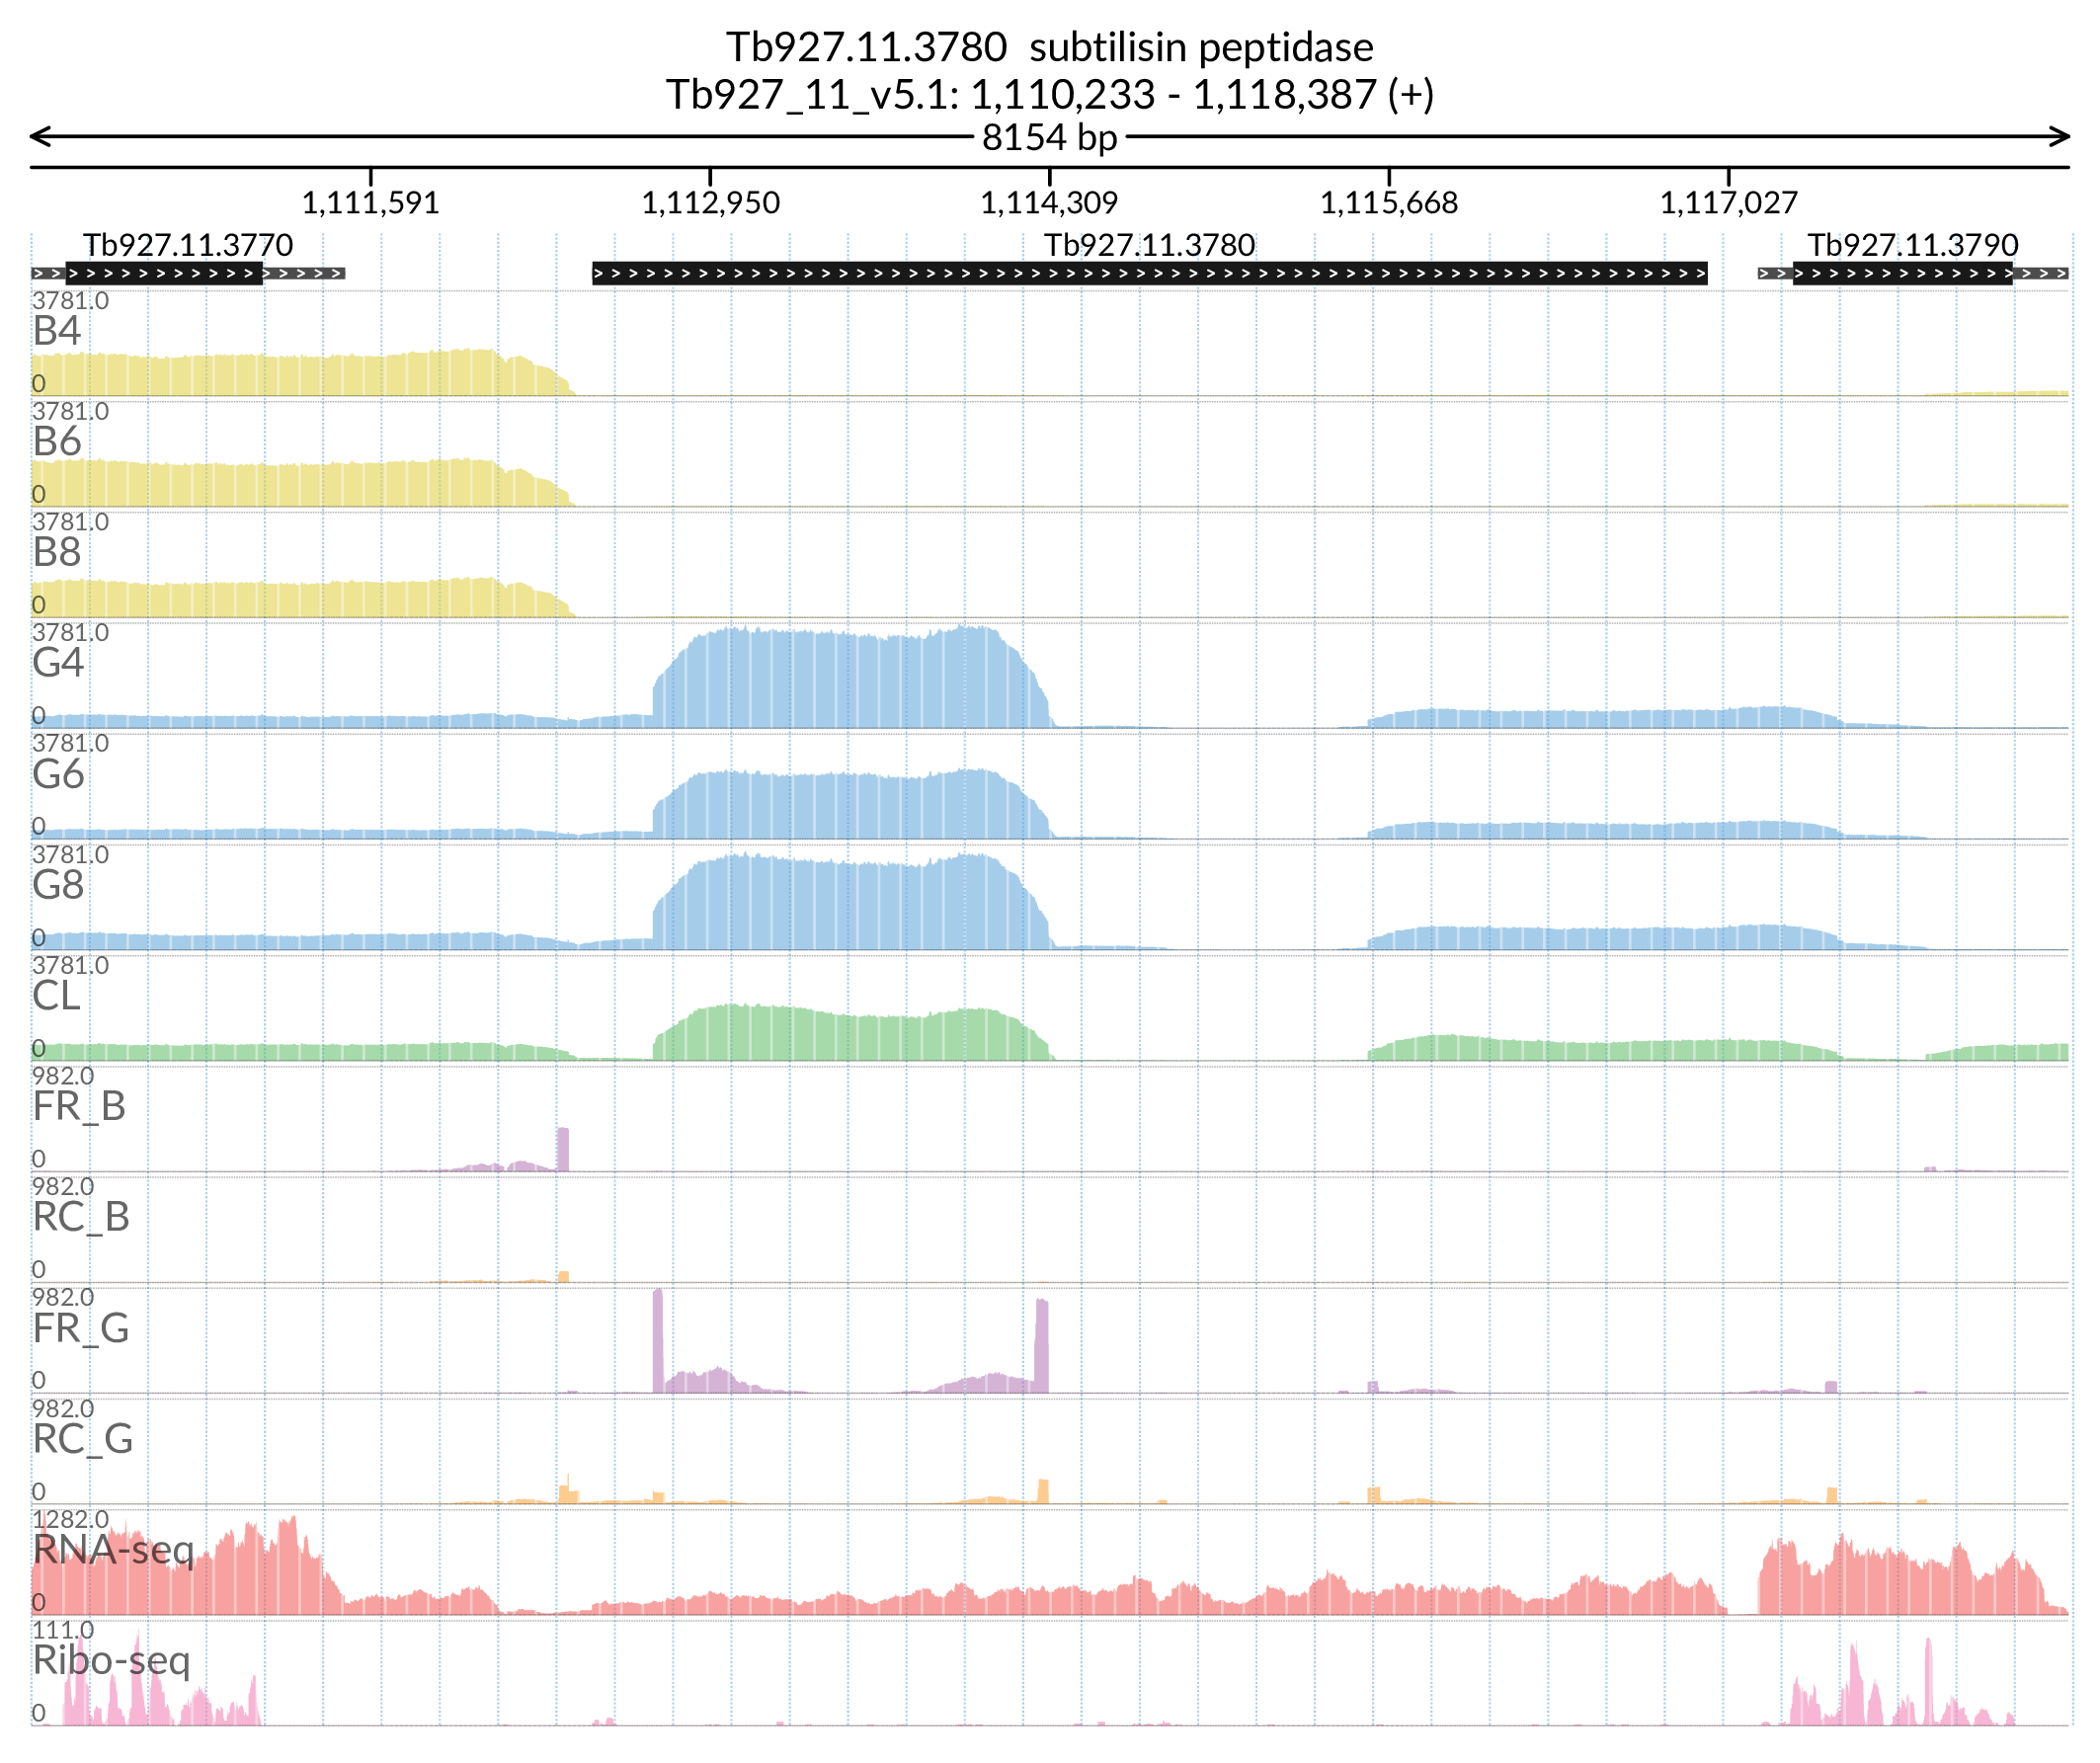 Tb927.11.3780 subtilisin peptidase
Tb927_11_v5.1: 1,110,233 - 1,118,387 (+)
8154 bp
1,111,591 1,112,950 1,114,309 1,115,668 1,117,027
Tb927.11.3770 Tb927.11.3780 Tb927.11.3790
3781.0
B4
0
3781.0
B6
0
3781.0
B8
0
3781.0
G4
0
3781.0
G6
0
3781.0
G8
0
3781.0
CL
0
982.0
FR_B
0
982.0
RC_B
0
982.0
FR_G
0
982.0
RC_G
0
1282.0
RNA-seq
0
111.0
Ribo-seq
0